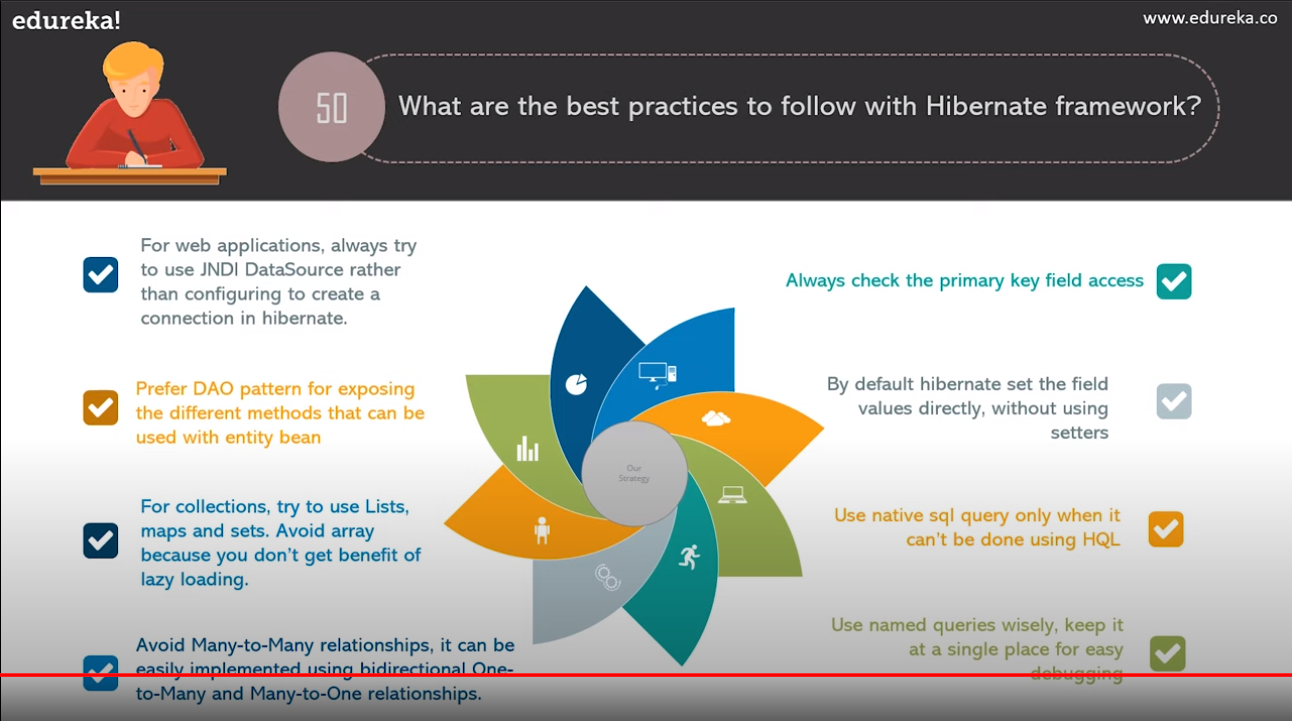 edureka!
www.edureka.co
50
What are the best practices to follow with Hibernate framework?
For web applications, always try
to use JNDI DataSource rather
than configuring to create a
connection in hibernate.
Prefer DAO pattern for exposing
the different methods that can be
used with entity bean
For collections, try to use Lists,
maps and sets. Avoid array
because you don't get benefit of
lazy loading.
Avoid Many-to-Many relationships, it can be
easily implemented using bidirectional One-
to-Many and Many-to-One relationships.
Our
Strategy
Always check the primary key field access
By default hibernate set the field
values directly, without using
setters
Use native sql query only when it
can't be done using HQL
Use named queries wisely, keep it
at a single place for easy
debugging